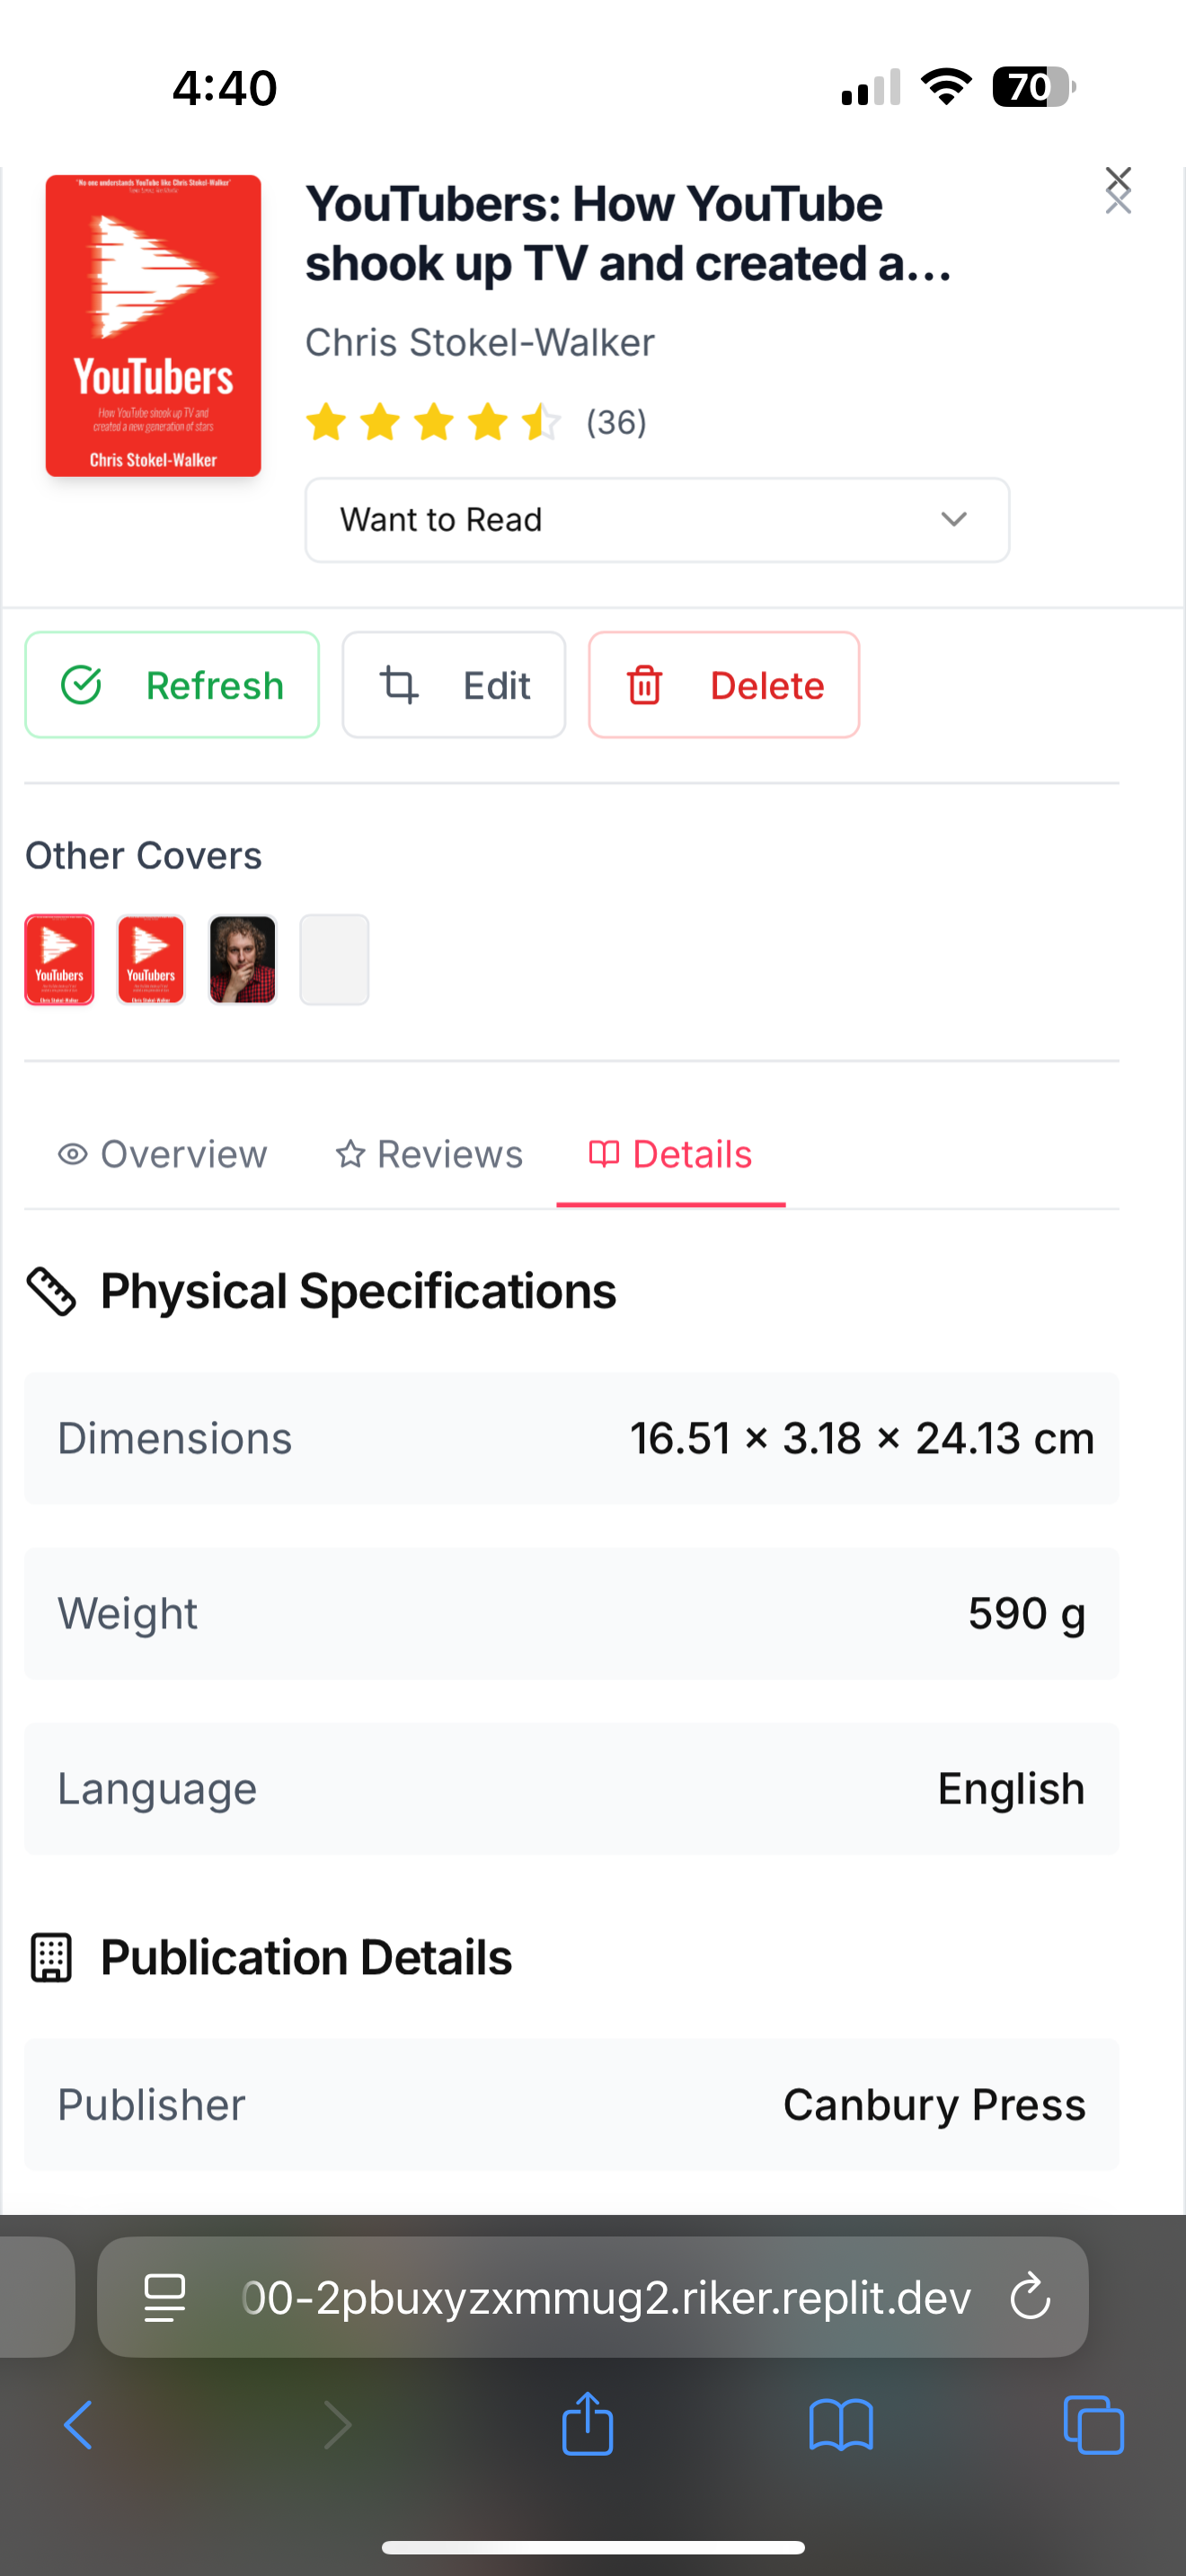 4:40
70
"No one understands YouTube like Chris Stokel-Walker"
YouTubers
How YouTube shook up TV and
created a new generation of stars
Chris Stokel-Walker
YouTubers: How YouTube
shook up TV and created a...
Chris Stokel-Walker
(36)
Want to Read
Refresh
Edit
Delete
Other Covers
YouTubers
YouTubers
Overview
Reviews
Details
Physical Specifications
Dimensions
16.51 × 3.18 × 24.13 cm
Weight
590 g
Language
English
Publication Details
Publisher
Canbury Press
00-2pbuxyzxmmug2.riker.replit.dev